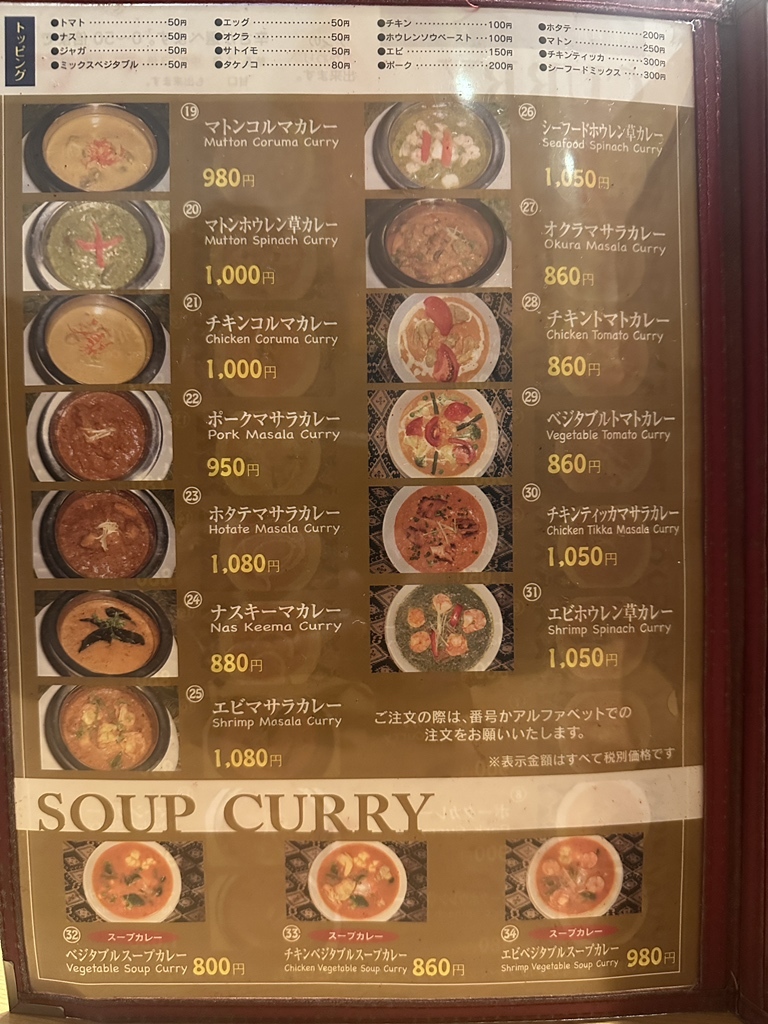 トッピング
●トマト 50円
●ナス 50円
●ジャガ 50円
●ミックスベジタブル 50円
●エッグ 50円
●オクラ 50円
●サトイモ 50円
●タケノコ 80円
●チキン 100円
●ホウレンソウペースト 100円
●エビ 150円
●ポーク 200円
●ホタテ 200円
●マトン 250円
●チキンティッカ 300円
●シーフードミックス 300円
⑲ マトンコルマカレー
Mutton Coruma Curry
980円
⑳ マトンホウレン草カレー
Mutton Spinach Curry
1,000円
㉑ チキンコルマカレー
Chicken Coruma Curry
1,000円
㉒ ポークマサラカレー
Pork Masala Curry
950円
㉓ ホタテマサラカレー
Hotate Masala Curry
1,080円
㉔ ナスキーマカレー
Nas Keema Curry
880円
㉕ エビマサラカレー
Shrimp Masala Curry
1,080円
㉖ シーフードホウレン草カレー
Seafood Spinach Curry
1,050円
㉗ オクラマサラカレー
Okura Masala Curry
860円
㉘ チキントマトカレー
Chicken Tomato Curry
860円
㉙ ベジタブルトマトカレー
Vegetable Tomato Curry
860円
㉚ チキンティッカマサラカレー
Chicken Tikka Masala Curry
1,050円
㉛ エビホウレン草カレー
Shrimp Spinach Curry
1,050円
ご注文の際は、番号かアルファベットでの
注文をお願いいたします。
※表示金額はすべて税別価格です
SOUP CURRY
㉜ スープカレー
ベジタブルスープカレー
Vegetable Soup Curry 800円
㉝ スープカレー
チキンベジタブルスープカレー
Chicken Vegetable Soup Curry 860円
㉞ スープカレー
エビベジタブルスープカレー
Shrimp Vegetable Soup Curry 980円